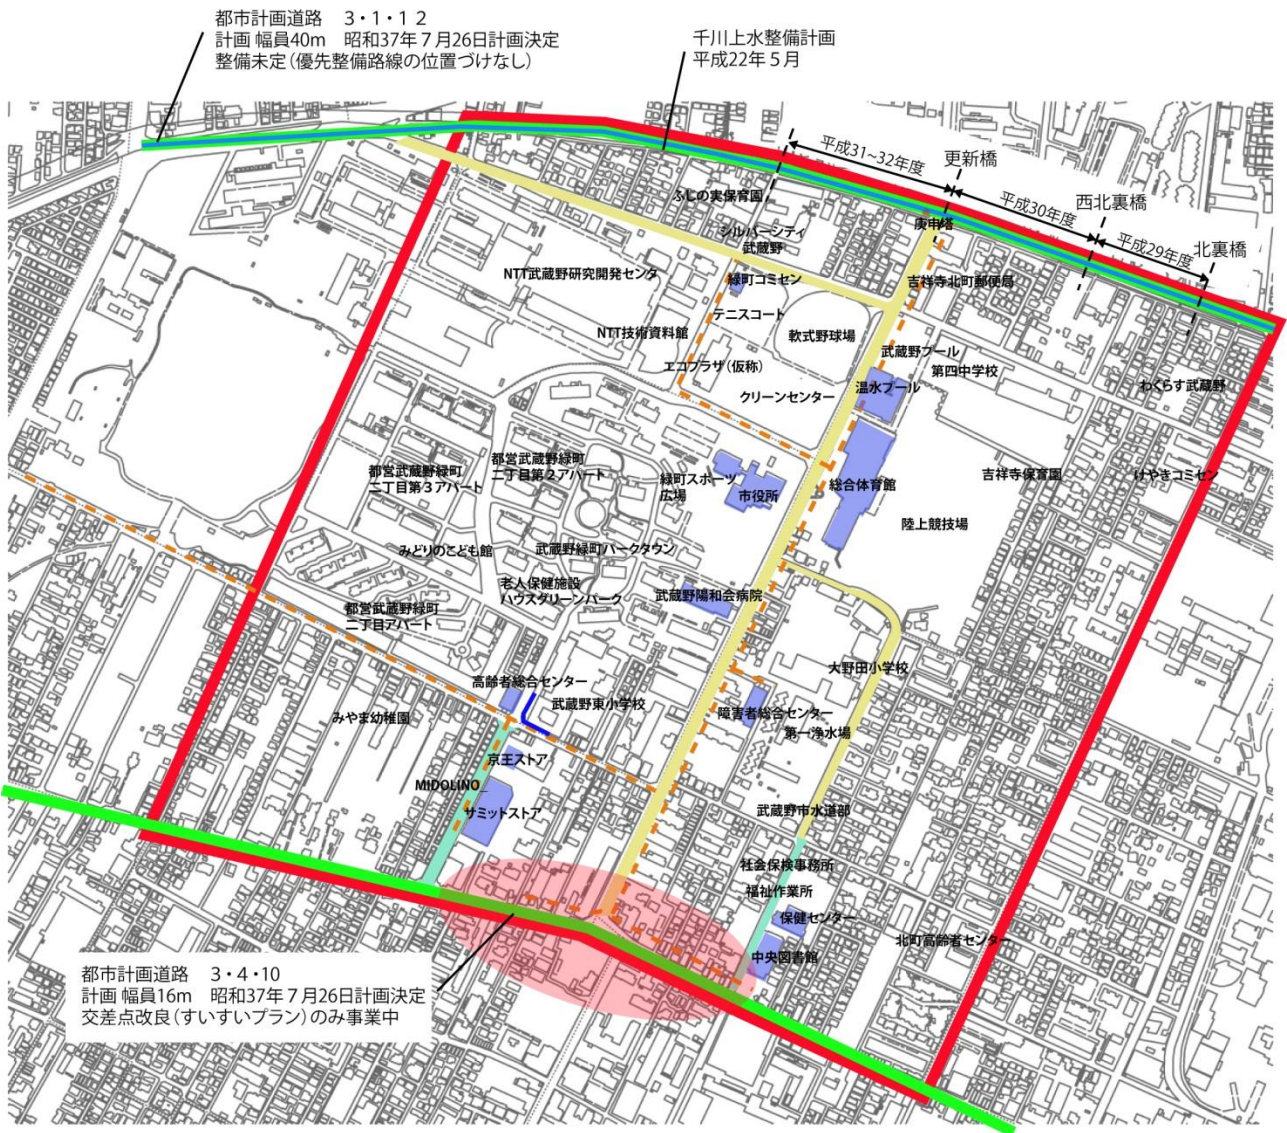 都市計画道路　3・1・1 2
計画 幅員40m　昭和37年７月26日計画決定
整備未定（優先整備路線の位置づけなし）
千川上水整備計画
平成22年５月
平成31~32年度
更新橋
平成30年度
西北裏橋
平成29年度
北裏橋
ふじの実保育園
庚申塔
シルバーシティ
武蔵野
NTT武蔵野研究開発センタ
緑町コミセン
吉祥寺北町郵便局
テニスコート
NTT技術資料館
軟式野球場
武蔵野プール
エコプラザ（仮称）
第四中学校
温水プール
わくらす武蔵野
クリーンセンター
都営武蔵野緑町
二丁目第３アパート
都営武蔵野緑町
二丁目第２アパート
緑町スポーツ
広場
市役所
総合体育館
吉祥寺保育園
けやきコミセン
陸上競技場
みどりのこども館
武蔵野緑町パークタウン
老人保健施設
ハウスグリーンパーク
武蔵野陽和会病院
都営武蔵野緑町
二丁目アパート
大野田小学校
高齢者総合センター
武蔵野東小学校
みやま幼稚園
障害者総合センター
第一浄水場
京王ストア
MIDOLINO_
サミットストア
武蔵野市水道部
社会保検事務所
福祉作業所
保健センター
北町高齢者センター
中央図書館
都市計画道路　3・4・10
計画 幅員16m　昭和37年７月26日計画決定
交差点改良（すいすいプラン）のみ事業中